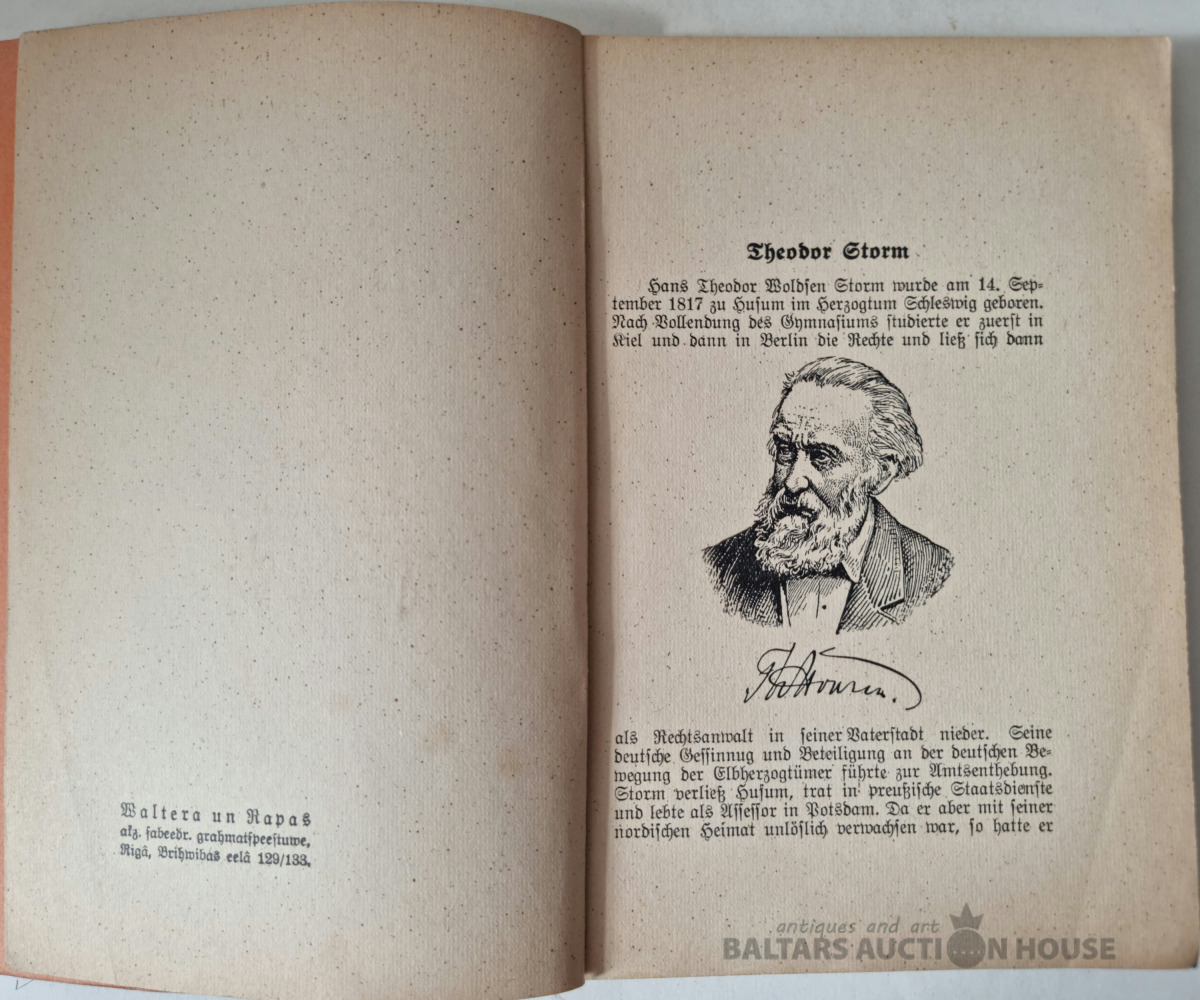 Waltera un Rapas
akz. sabeedr. grahmatspeestuwe,
Rigâ, Brihwibas eelâ 129/133.
Theodor Storm
Hans Theodor Woldsen Storm wurde am 14. Sep-
tember 1817 zu Husum im Herzogtum Schleswig geboren.
Nach Vollendung des Gymnasiums studierte er zuerst in
Kiel und dann in Berlin die Rechte und ließ sich dann
Th Storm.
als Rechtsanwalt in seiner Vaterstadt nieder. Seine
deutsche Gessinnug und Beteiligung an der deutschen Be-
wegung der Elbherzogtümer führte zur Amtsenthebung.
Storm verließ Husum, trat in preußische Staatsdienste
und lebte als Assessor in Potsdam. Da er aber mit seiner
nordischen Heimat unlöslich verwachsen war, so hatte er
antiques and art
BALTARS AUCTION HOUSE